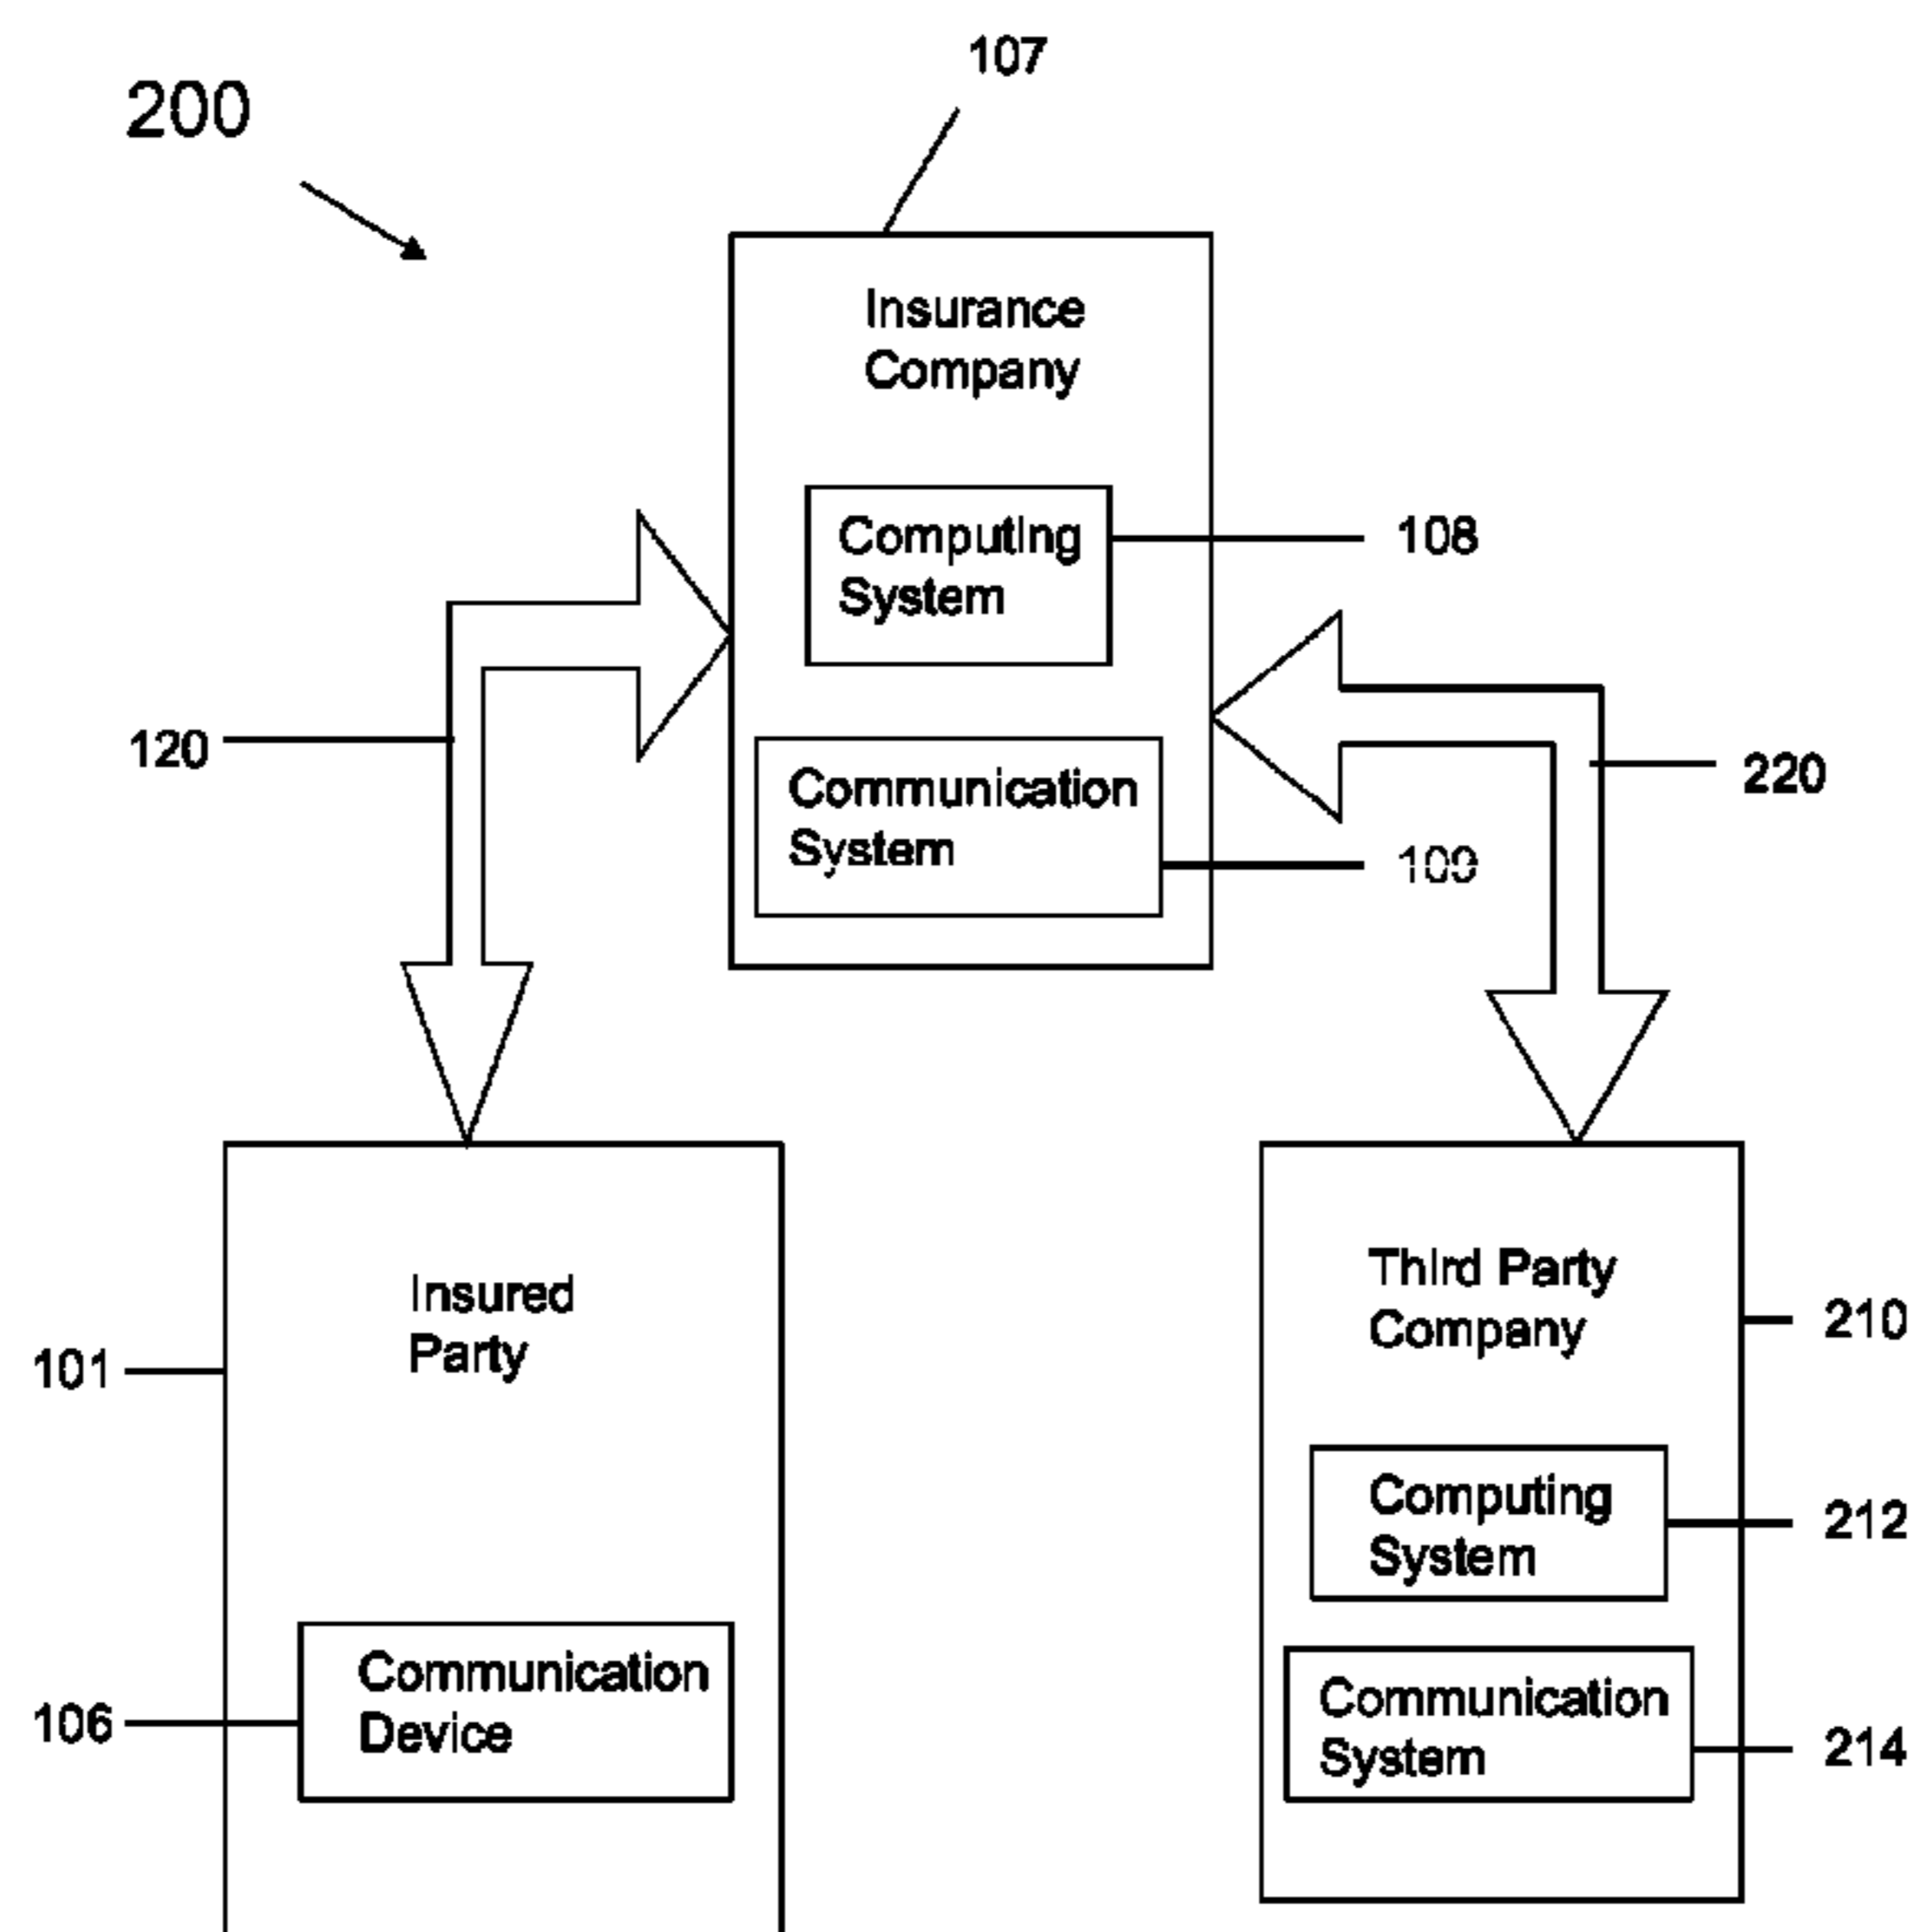 107
200
Insurance
Company
Computing
System
108
120
220
Communication
System
109
Insured
Party
101
Third Party
Company
210
Computing
System
212
Communication
Device
106
Communication
System
214